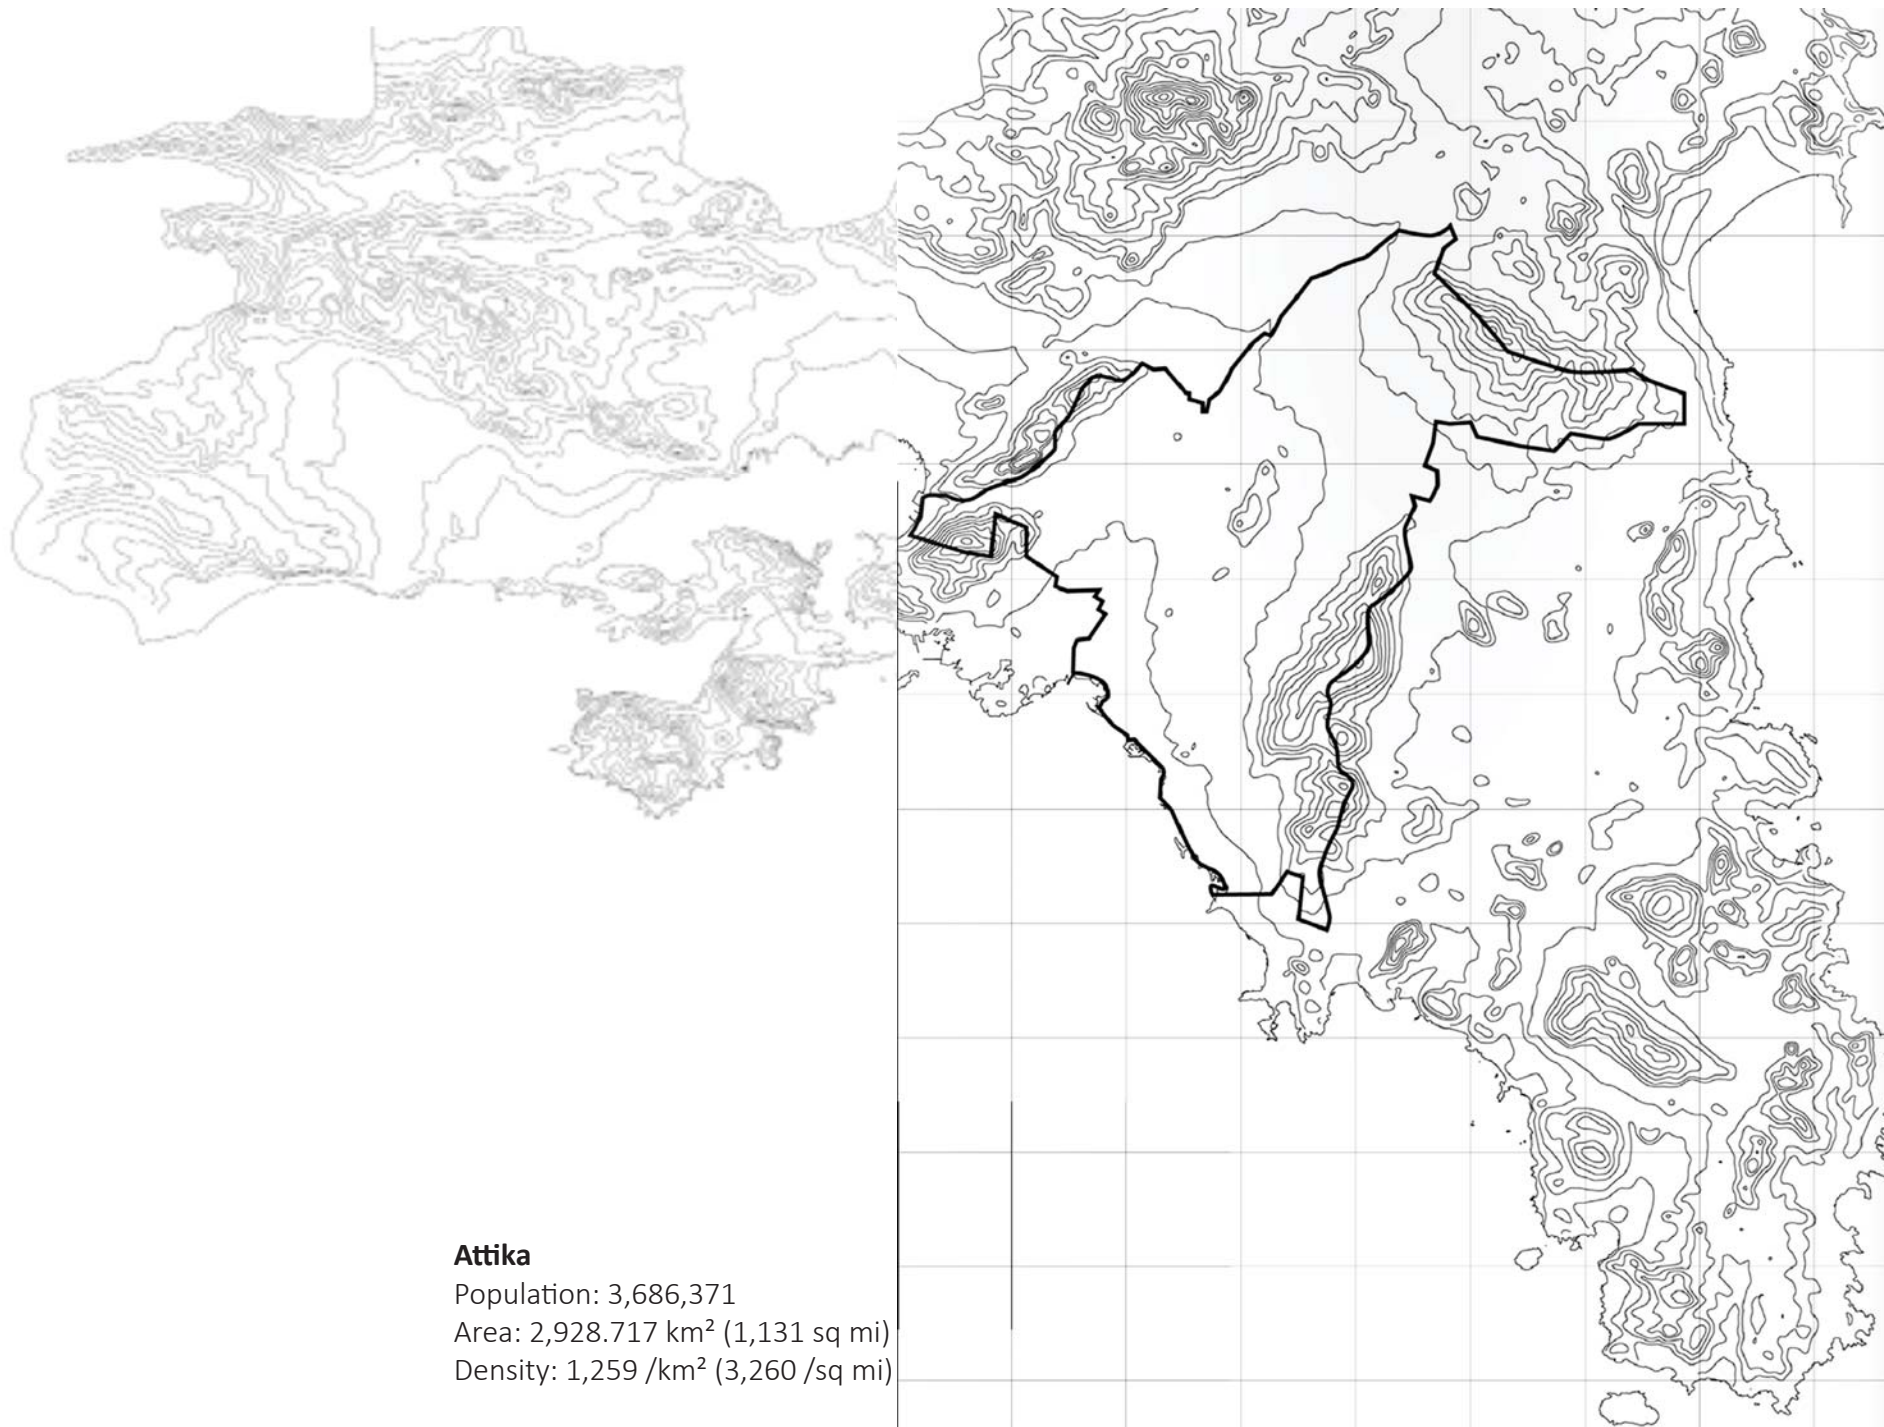 Attika
Population: 3,686,371
Area: 2,928.717 km² (1,131 sq mi)
Density: 1,259 /km² (3,260 /sq mi)